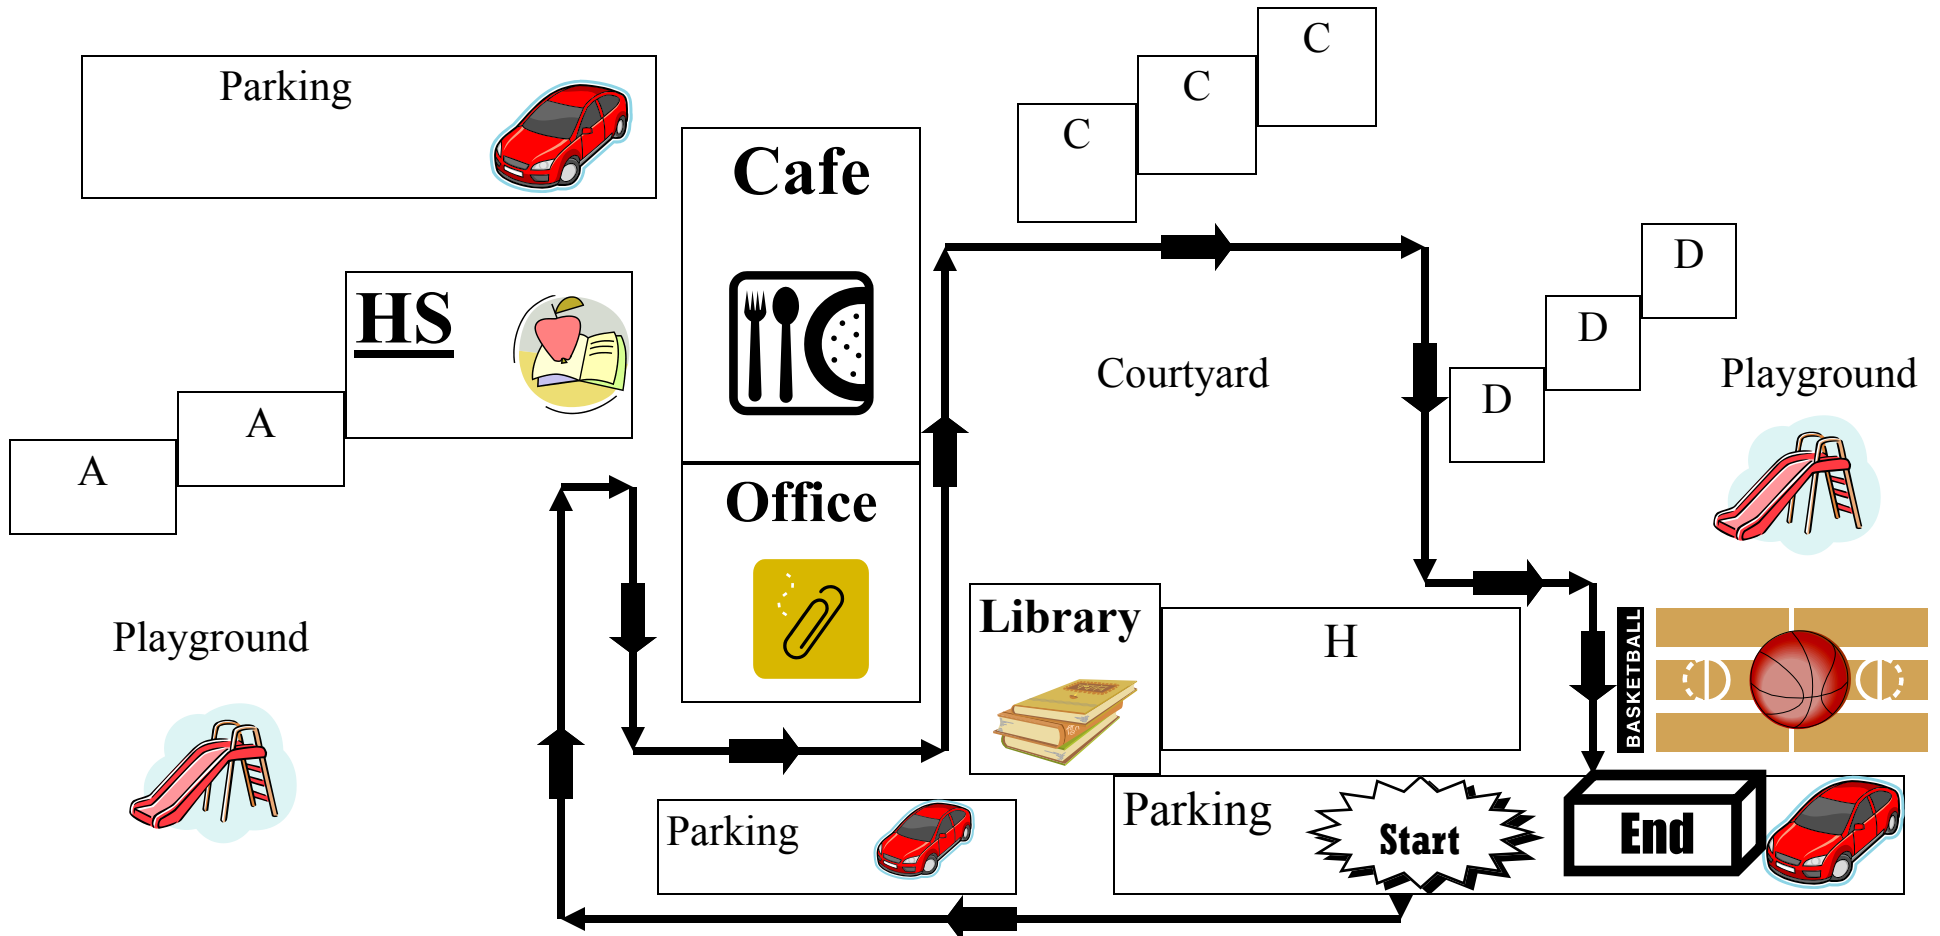 C
C
C
Parking
Cafe
D
D
D
HS
Courtyard
Playground
A
A
Office
Library
H
Playground
BASKETBALL
Parking
Parking
Start
End